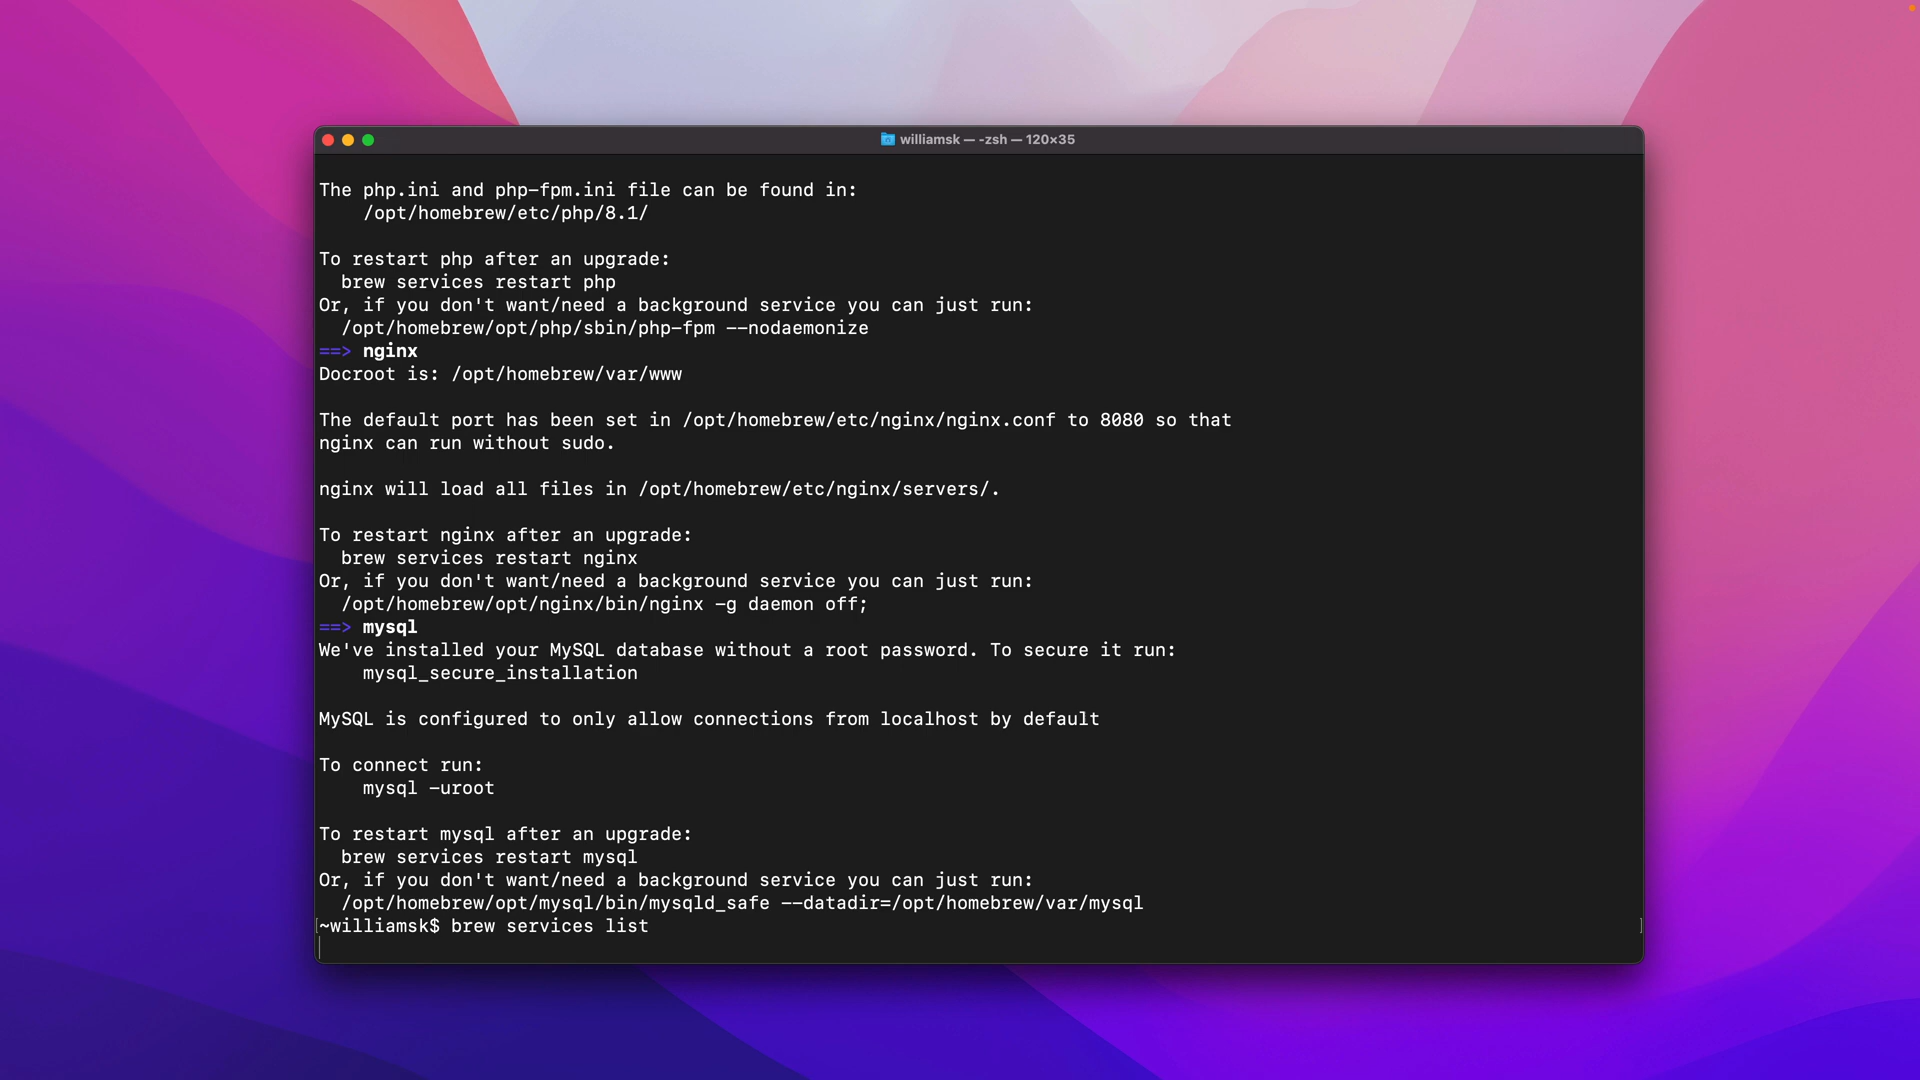 williamsk — -zsh — 120×35
The php.ini and php-fpm.ini file can be found in:
    /opt/homebrew/etc/php/8.1/
To restart php after an upgrade:
  brew services restart php
Or, if you don't want/need a background service you can just run:
  /opt/homebrew/opt/php/sbin/php-fpm --nodaemonize
==> nginx
Docroot is: /opt/homebrew/var/www
The default port has been set in /opt/homebrew/etc/nginx/nginx.conf to 8080 so that
nginx can run without sudo.
nginx will load all files in /opt/homebrew/etc/nginx/servers/.
To restart nginx after an upgrade:
  brew services restart nginx
Or, if you don't want/need a background service you can just run:
  /opt/homebrew/opt/nginx/bin/nginx -g daemon off;
==> mysql
We've installed your MySQL database without a root password. To secure it run:
    mysql_secure_installation
MySQL is configured to only allow connections from localhost by default
To connect run:
    mysql -uroot
To restart mysql after an upgrade:
  brew services restart mysql
Or, if you don't want/need a background service you can just run:
  /opt/homebrew/opt/mysql/bin/mysqld_safe --datadir=/opt/homebrew/var/mysql
[~williamsk$ brew services list ]